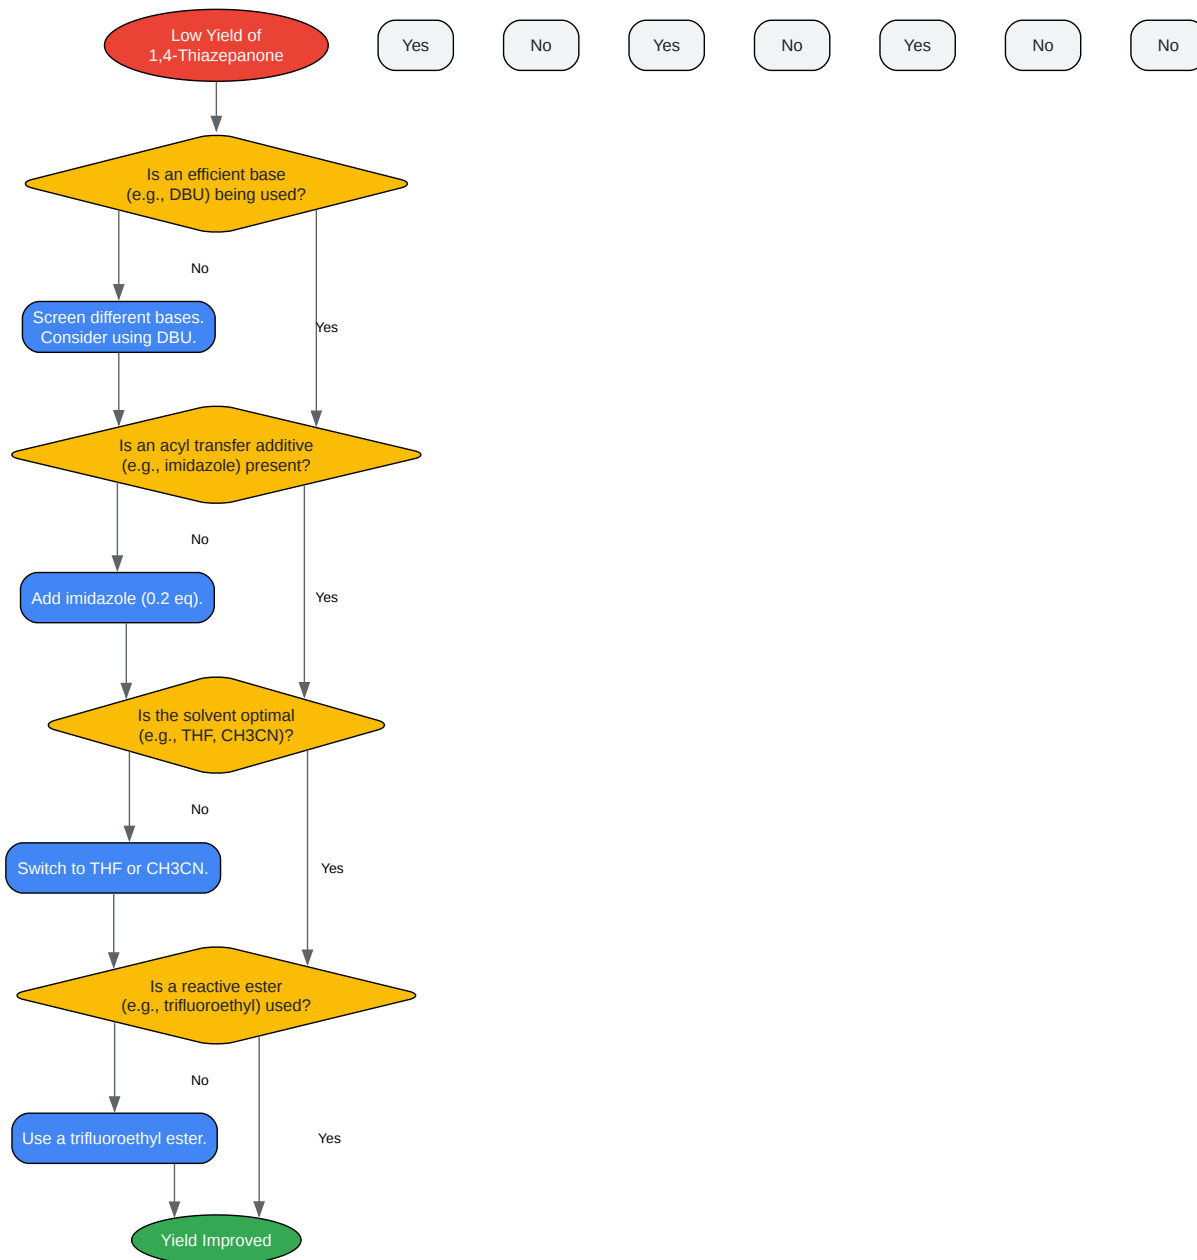 Low Yield of
1,4-Thiazepanone
Yes
No
Yes
No
Yes
No
No
Is an efficient base
(e.g., DBU) being used?
No
Screen different bases.
Consider using DBU.
Yes
Is an acyl transfer additive
(e.g., imidazole) present?
No
Add imidazole (0.2 eq).
Yes
Is the solvent optimal
(e.g., THF, CH3CN)?
No
Switch to THF or CH3CN.
Yes
Is a reactive ester
(e.g., trifluoroethyl) used?
No
Use a trifluoroethyl ester.
Yes
Yield Improved